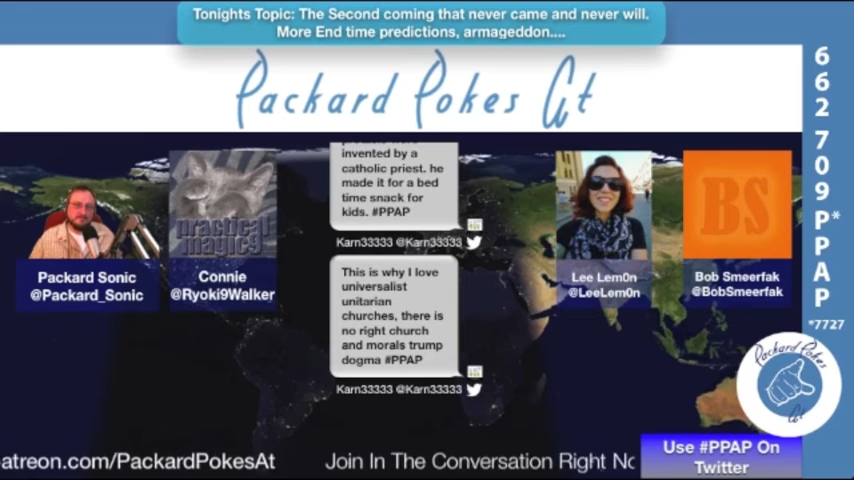 Tonights Topic: The Second coming that never came and never will.
More End time predictions, armageddon....
Packard Pokes At
662 709 PPAP*
*7727
invented by a
catholic priest. he
made it for a bed
time snack for
kids. #PPAP
Karn33333 @Karn33333
This is why I love
universalist
unitarian
churches, there is
no right church
and morals trump
dogma #PPAP
Karn33333 @Karn33333
practical
magic9
BS
Packard Sonic
@Packard_Sonic
Connie
@Ryoki9Walker
Lee Lem0n
@LeeLem0n
Bob Smeerfak
@BobSmeerfak
Packard Pokes
At
atreon.com/PackardPokesAt
Join In The Conversation Right No
Use #PPAP On
Twitter